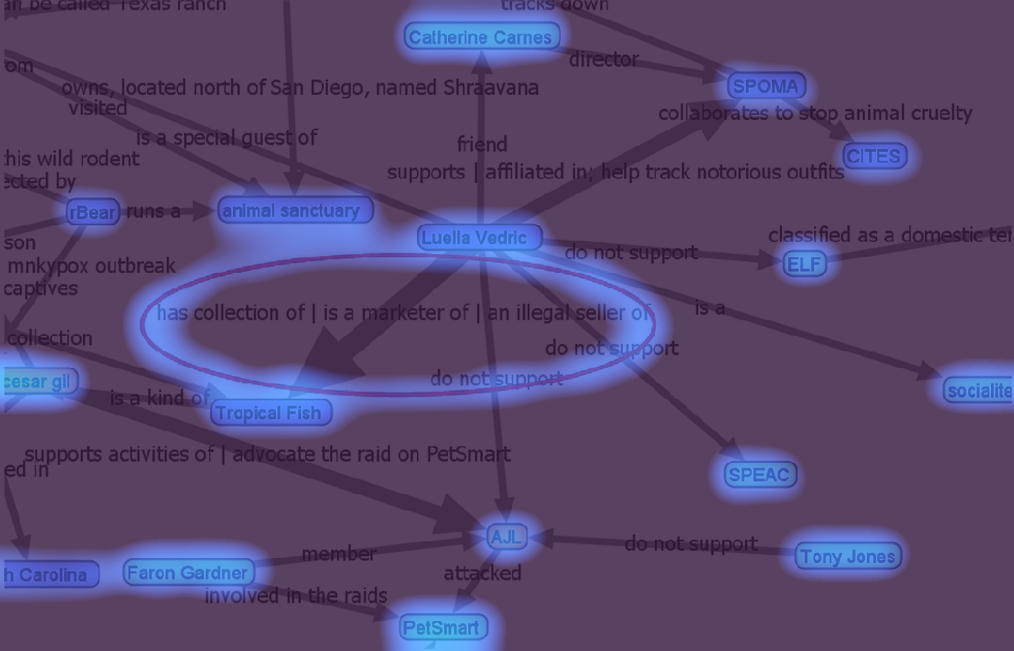 an be called Texas ranch
tracks down
Catherine Carnes
director
om
owns, located north of San Diego, named Shraavana
SPOMA
visited
collaborates to stop animal cruelty
is a special guest of
friend
CITES
his wild rodent
supports | affiliated in; help track notorious outfits
ected by
rBear
runs a
animal sanctuary
Luella Vedric
son
do not support
classified as a domestic ter
mnkypox outbreak
ELF
captives
has collection of | is a marketer of | an illegal seller of
is a
collection
do not support
cesar gil
do not support
socialite
is a kind of
Tropical Fish
supports activities of | advocate the raid on PetSmart
ed in
SPEAC
AJL
member
do not support
Tony Jones
h Carolina
Faron Gardner
attacked
involved in the raids
PetSmart